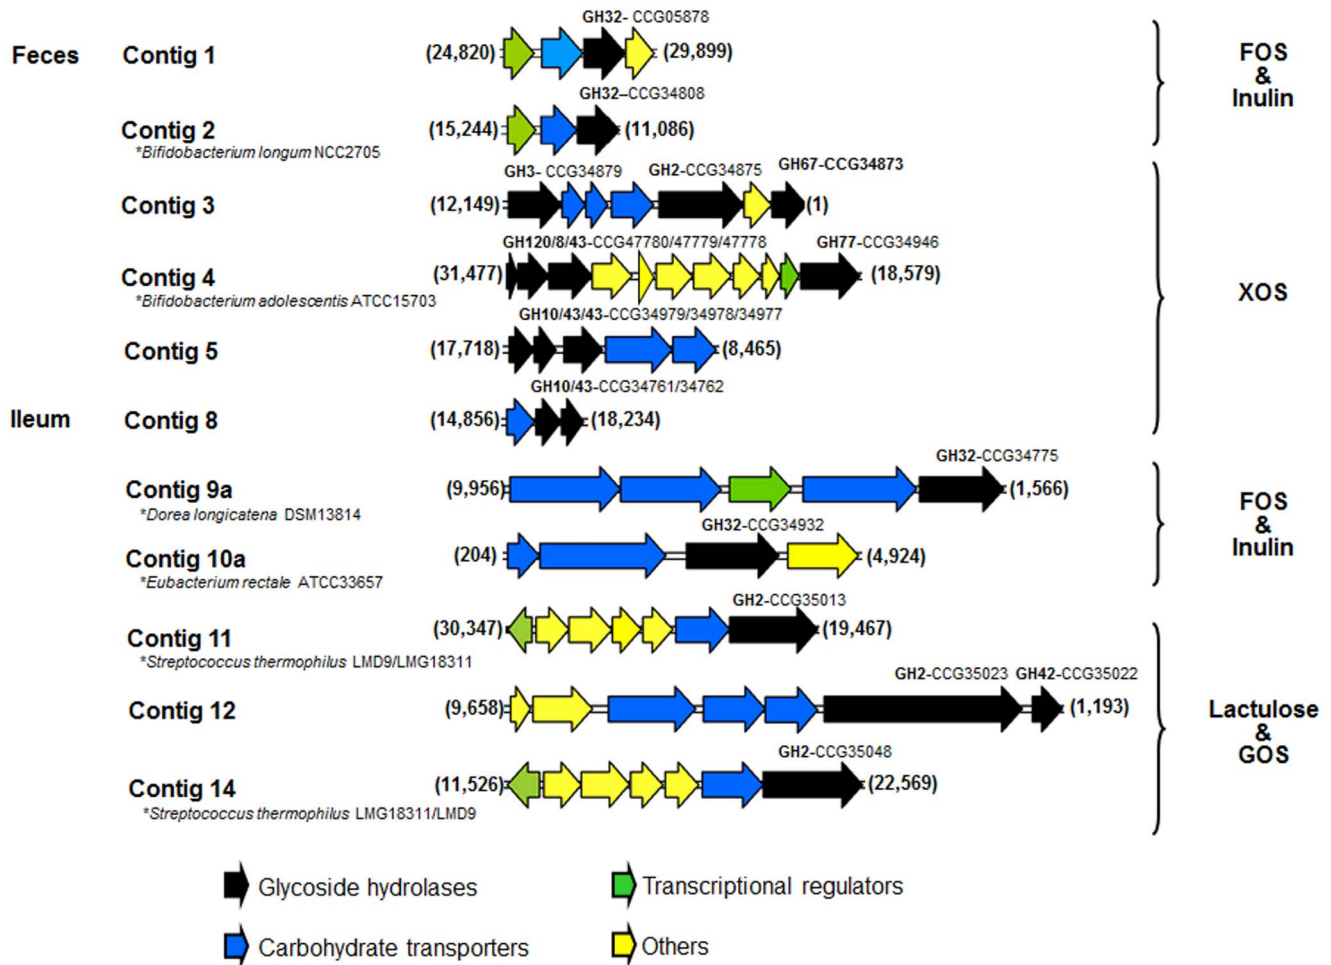 GH32- CCG05878
Feces Contig 1 (24,820) (29,899)
FOS
&
Inulin
GH32–CCG34808
Contig 2 (15,244) (11,086)
*Bifidobacterium longum NCC2705
GH3- CCG34879 GH2-CCG34875 GH67-CCG34873
Contig 3 (12,149) (1)
GH120/8/43-CCG47780/47779/47778 GH77-CCG34946
Contig 4 (31,477) (18,579)
*Bifidobacterium adolescentis ATCC15703
XOS
GH10/43/43-CCG34979/34978/34977
Contig 5 (17,718) (8,465)
GH10/43-CCG34761/34762
Ileum Contig 8 (14,856) (18,234)
GH32-CCG34775
Contig 9a (9,956) (1,566)
*Dorea longicatena DSM13814
FOS
&
Inulin
GH32-CCG34932
Contig 10a (204) (4,924)
*Eubacterium rectale ATCC33657
GH2-CCG35013
Contig 11 (30,347) (19,467)
*Streptococcus thermophilus LMD9/LMG18311
GH2-CCG35023 GH42-CCG35022
Contig 12 (9,658) (1,193)
Lactulose
&
GOS
GH2-CCG35048
Contig 14 (11,526) (22,569)
*Streptococcus thermophilus LMG18311/LMD9
Glycoside hydrolases Transcriptional regulators
Carbohydrate transporters Others